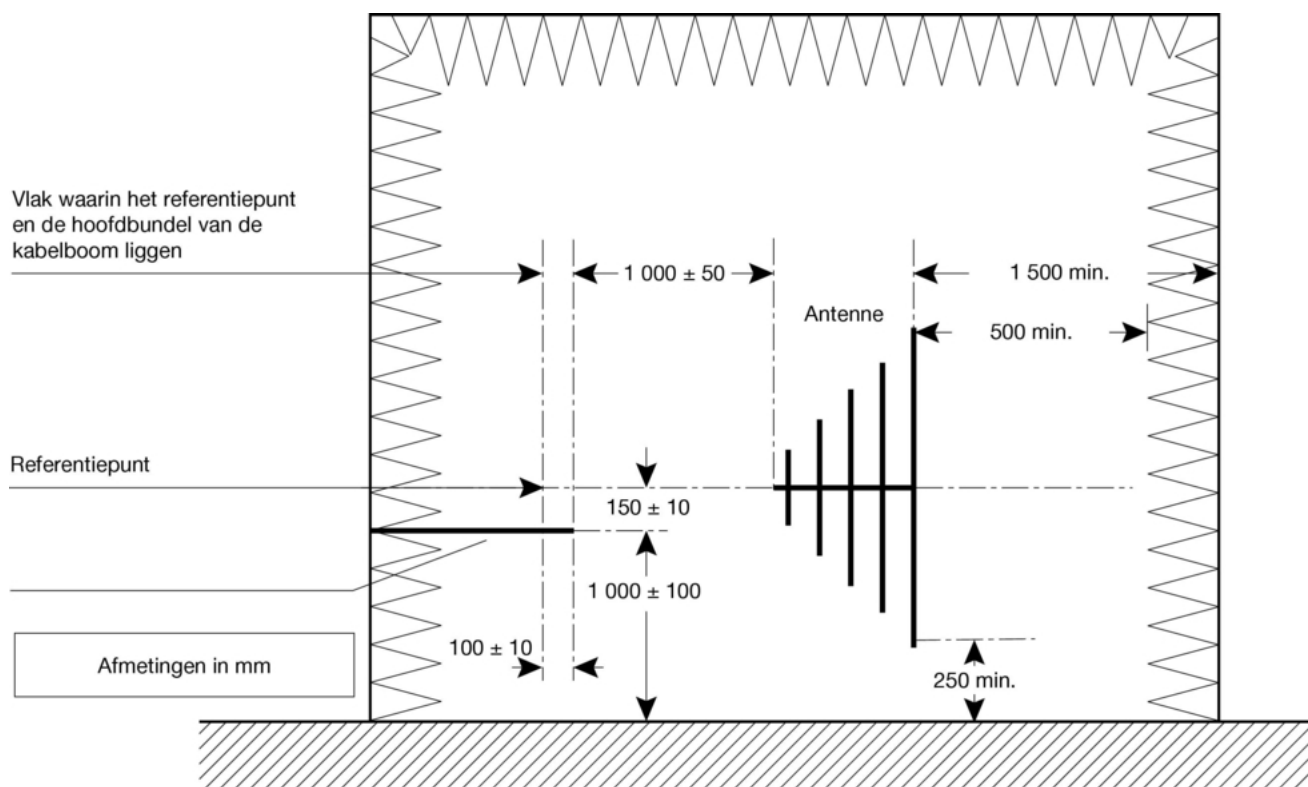 Vlak waarin het referentiepunt
en de hoofdbundel van de
kabelboom liggen
1 000 ± 50
1 500 min.
Antenne
500 min.
Referentiepunt
150 ± 10
1 000 ± 100
100 ± 10
Afmetingen in mm
250 min.